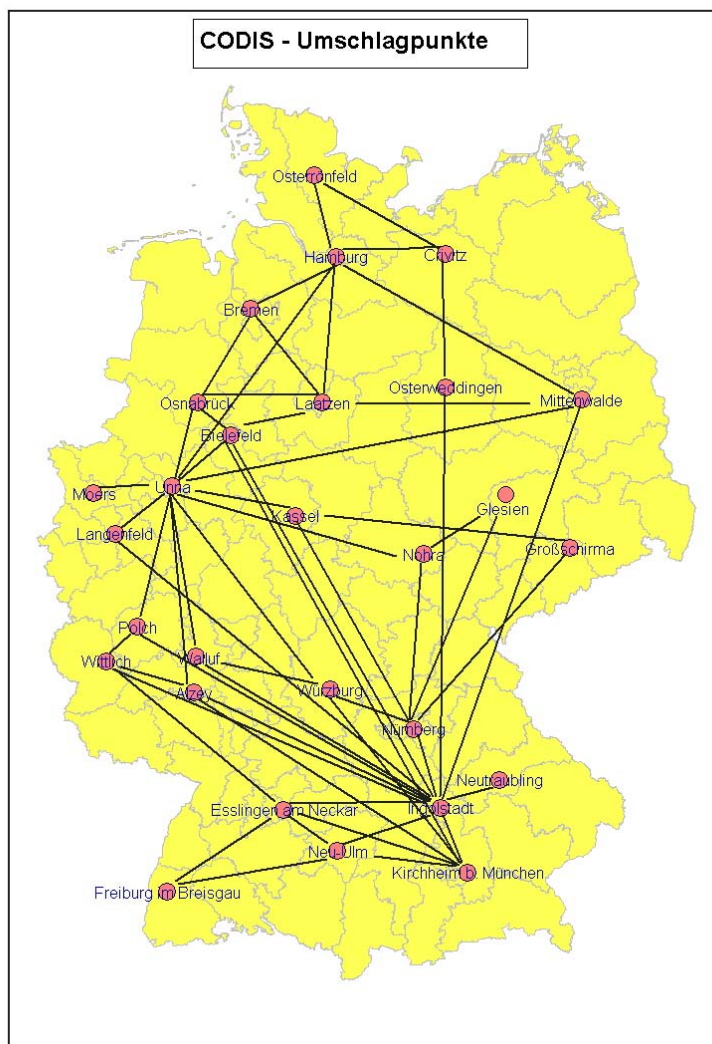 CODIS - Umschlagpunkte
Osterrönfeld
Hamburg
Crivitz
Bremen
Osterweddingen
Osnabrück
Laatzen
Mittenwalde
Bielefeld
Unna
Moers
Glesien
Kassel
Langenfeld
Großschirma
Nohra
Polch
Wittlich
Walluf
Alzey
Würzburg
Nürnberg
Neutraubling
Esslingen am Neckar
Ingolstadt
Neu-Ulm
Kirchheim b. München
Freiburg im Breisgau